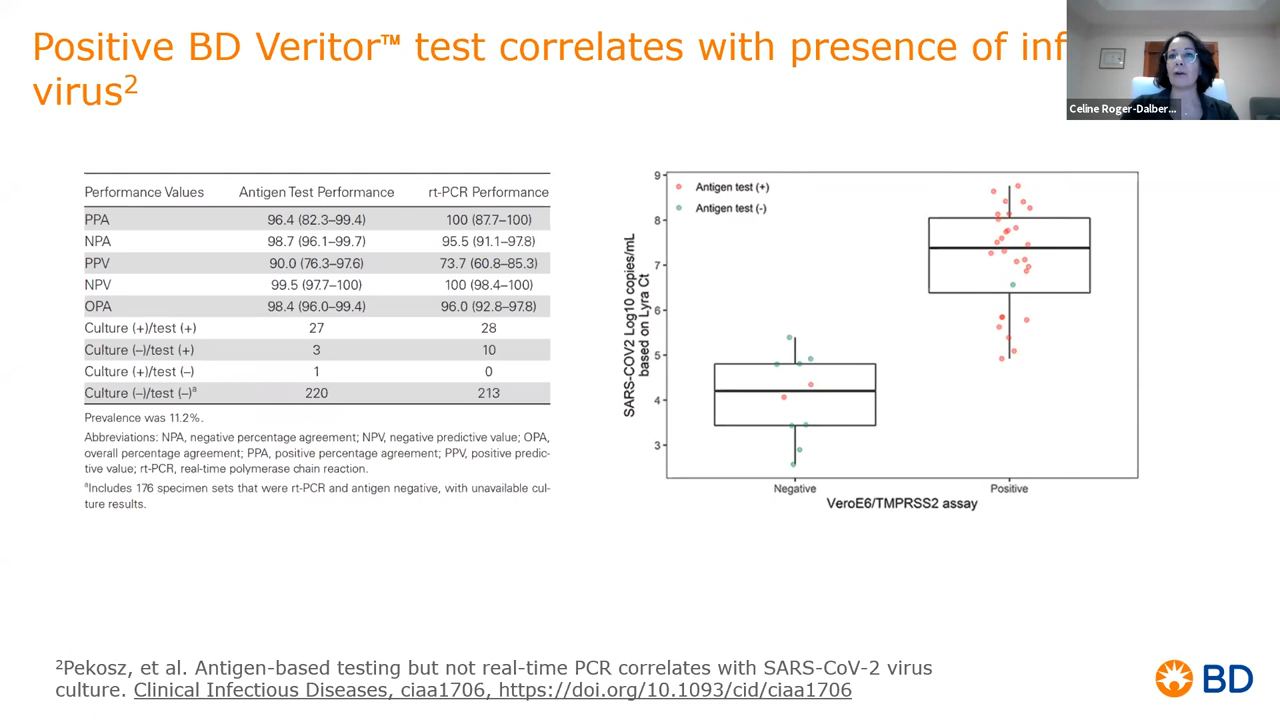 Positive BD Veritor™ test correlates with presence of inf
virus²
Celine Roger-Dalber...
Performance Values Antigen Test Performance rt-PCR Performance
PPA 96.4 (82.3–99.4) 100 (87.7–100)
NPA 98.7 (96.1–99.7) 95.5 (91.1–97.8)
PPV 90.0 (76.3–97.6) 73.7 (60.8–85.3)
NPV 99.5 (97.7–100) 100 (98.4–100)
OPA 98.4 (96.0–99.4) 96.0 (92.8–97.8)
Culture (+)/test (+) 27 28
Culture (–)/test (+) 3 10
Culture (+)/test (–) 1 0
Culture (–)/test (–)ᵃ 220 213
Prevalence was 11.2%.
Abbreviations: NPA, negative percentage agreement; NPV, negative predictive value; OPA,
overall percentage agreement; PPA, positive percentage agreement; PPV, positive predic-
tive value; rt-PCR, real-time polymerase chain reaction.
ᵃIncludes 176 specimen sets that were rt-PCR and antigen negative, with unavailable cul-
ture results.
Antigen test (+)
Antigen test (-)
SARS-COV2 Log10 copies/mL
based on Lyra Ct
9
8
7
6
5
4
3
Negative Positive
VeroE6/TMPRSS2 assay
²Pekosz, et al. Antigen-based testing but not real-time PCR correlates with SARS-CoV-2 virus
culture. Clinical Infectious Diseases, ciaa1706, https://doi.org/10.1093/cid/ciaa1706
BD